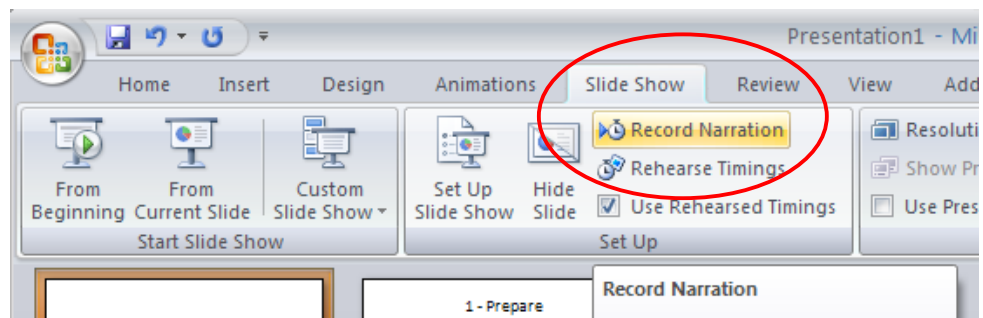 Presentation1 - Mi
Home Insert Design Animations Slide Show Review View Add
From Beginning
From Current Slide
Custom Slide Show
Start Slide Show
Set Up Slide Show
Hide Slide
Record Narration
Rehearse Timings
Use Rehearsed Timings
Set Up
Resoluti
Show Pr
Use Pres
1 - Prepare
Record Narration